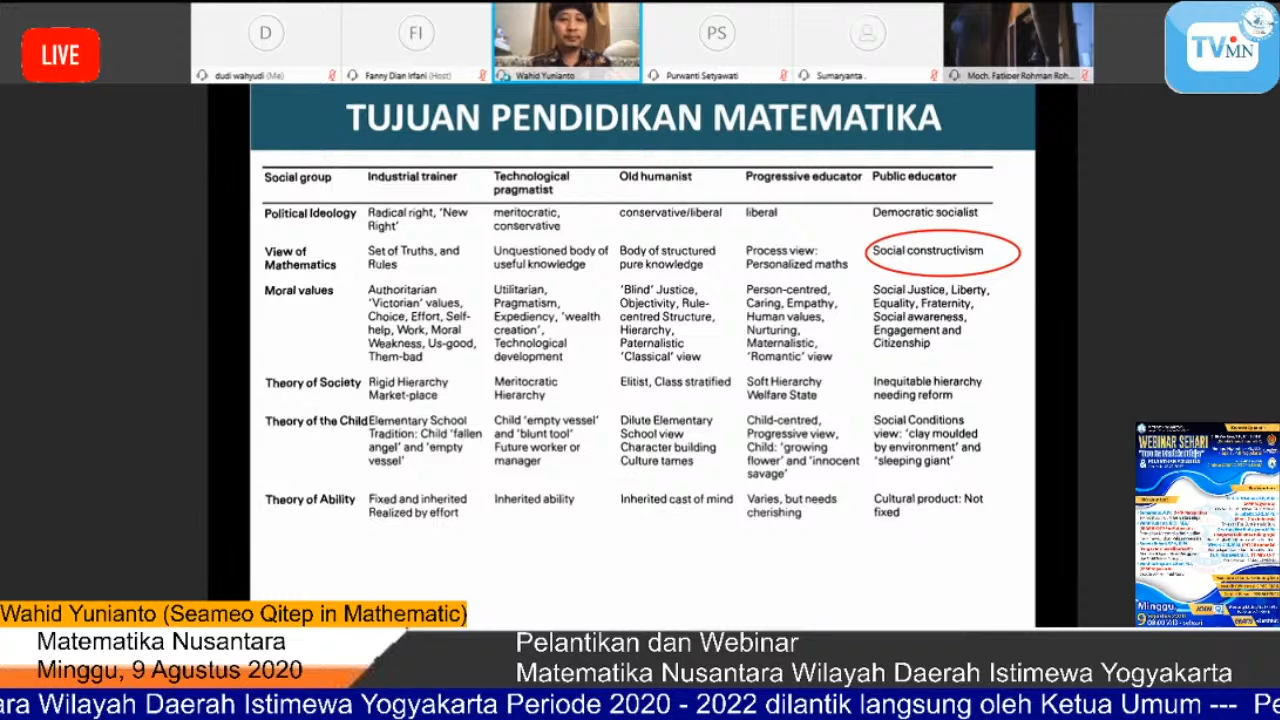 LIVE
D
FI
PS
dudi wahyudi (Me)
Fanny Dian Irfani (Host)
Wahid Yunianto
Purwanti Setyawati
Sumaryanta .
Moch. Fatkoer Rohman Roh...
TVMN
TUJUAN PENDIDIKAN MATEMATIKA
Social group
Industrial trainer
Technological
pragmatist
Old humanist
Progressive educator
Public educator
Political Ideology
Radical right, 'New
Right'
meritocratic,
conservative
conservative/liberal
liberal
Democratic socialist
View of
Mathematics
Set of Truths, and
Rules
Unquestioned body of
useful knowledge
Body of structured
pure knowledge
Process view:
Personalized maths
Social constructivism
Moral values
Authoritarian
'Victorian' values,
Choice, Effort, Self-
help, Work, Moral
Weakness, Us-good,
Them-bad
Utilitarian,
Pragmatism,
Expediency, 'wealth
creation',
Technological
development
'Blind' Justice,
Objectivity, Rule-
centred Structure,
Hierarchy,
Paternalistic
'Classical' view
Person-centred,
Caring, Empathy,
Human values,
Nurturing,
Maternalistic,
'Romantic' view
Social Justice, Liberty,
Equality, Fraternity,
Social awareness,
Engagement and
Citizenship
Theory of Society
Rigid Hierarchy
Market-place
Meritocratic
Hierarchy
Elitist, Class stratified
Soft Hierarchy
Welfare State
Inequitable hierarchy
needing reform
Theory of the Child
Elementary School
Tradition: Child 'fallen
angel' and 'empty
vessel'
Child 'empty vessel'
and 'blunt tool'
Future worker or
manager
Dilute Elementary
School view
Character building
Culture tames
Child-centred,
Progressive view,
Child: 'growing
flower' and 'innocent
savage'
Social Conditions
view: 'clay moulded
by environment' and
'sleeping giant'
Theory of Ability
Fixed and inherited
Realized by effort
Inherited ability
Inherited cast of mind
Varies, but needs
cherishing
Cultural product: Not
fixed
WEBINAR SEHARI
Minggu
9
Wahid Yunianto (Seameo Qitep in Mathematic)
Matematika Nusantara
Minggu, 9 Agustus 2020
Pelantikan dan Webinar
Matematika Nusantara Wilayah Daerah Istimewa Yogyakarta
ara Wilayah Daerah Istimewa Yogyakarta Periode 2020 - 2022 dilantik langsung oleh Ketua Umum --- Pe